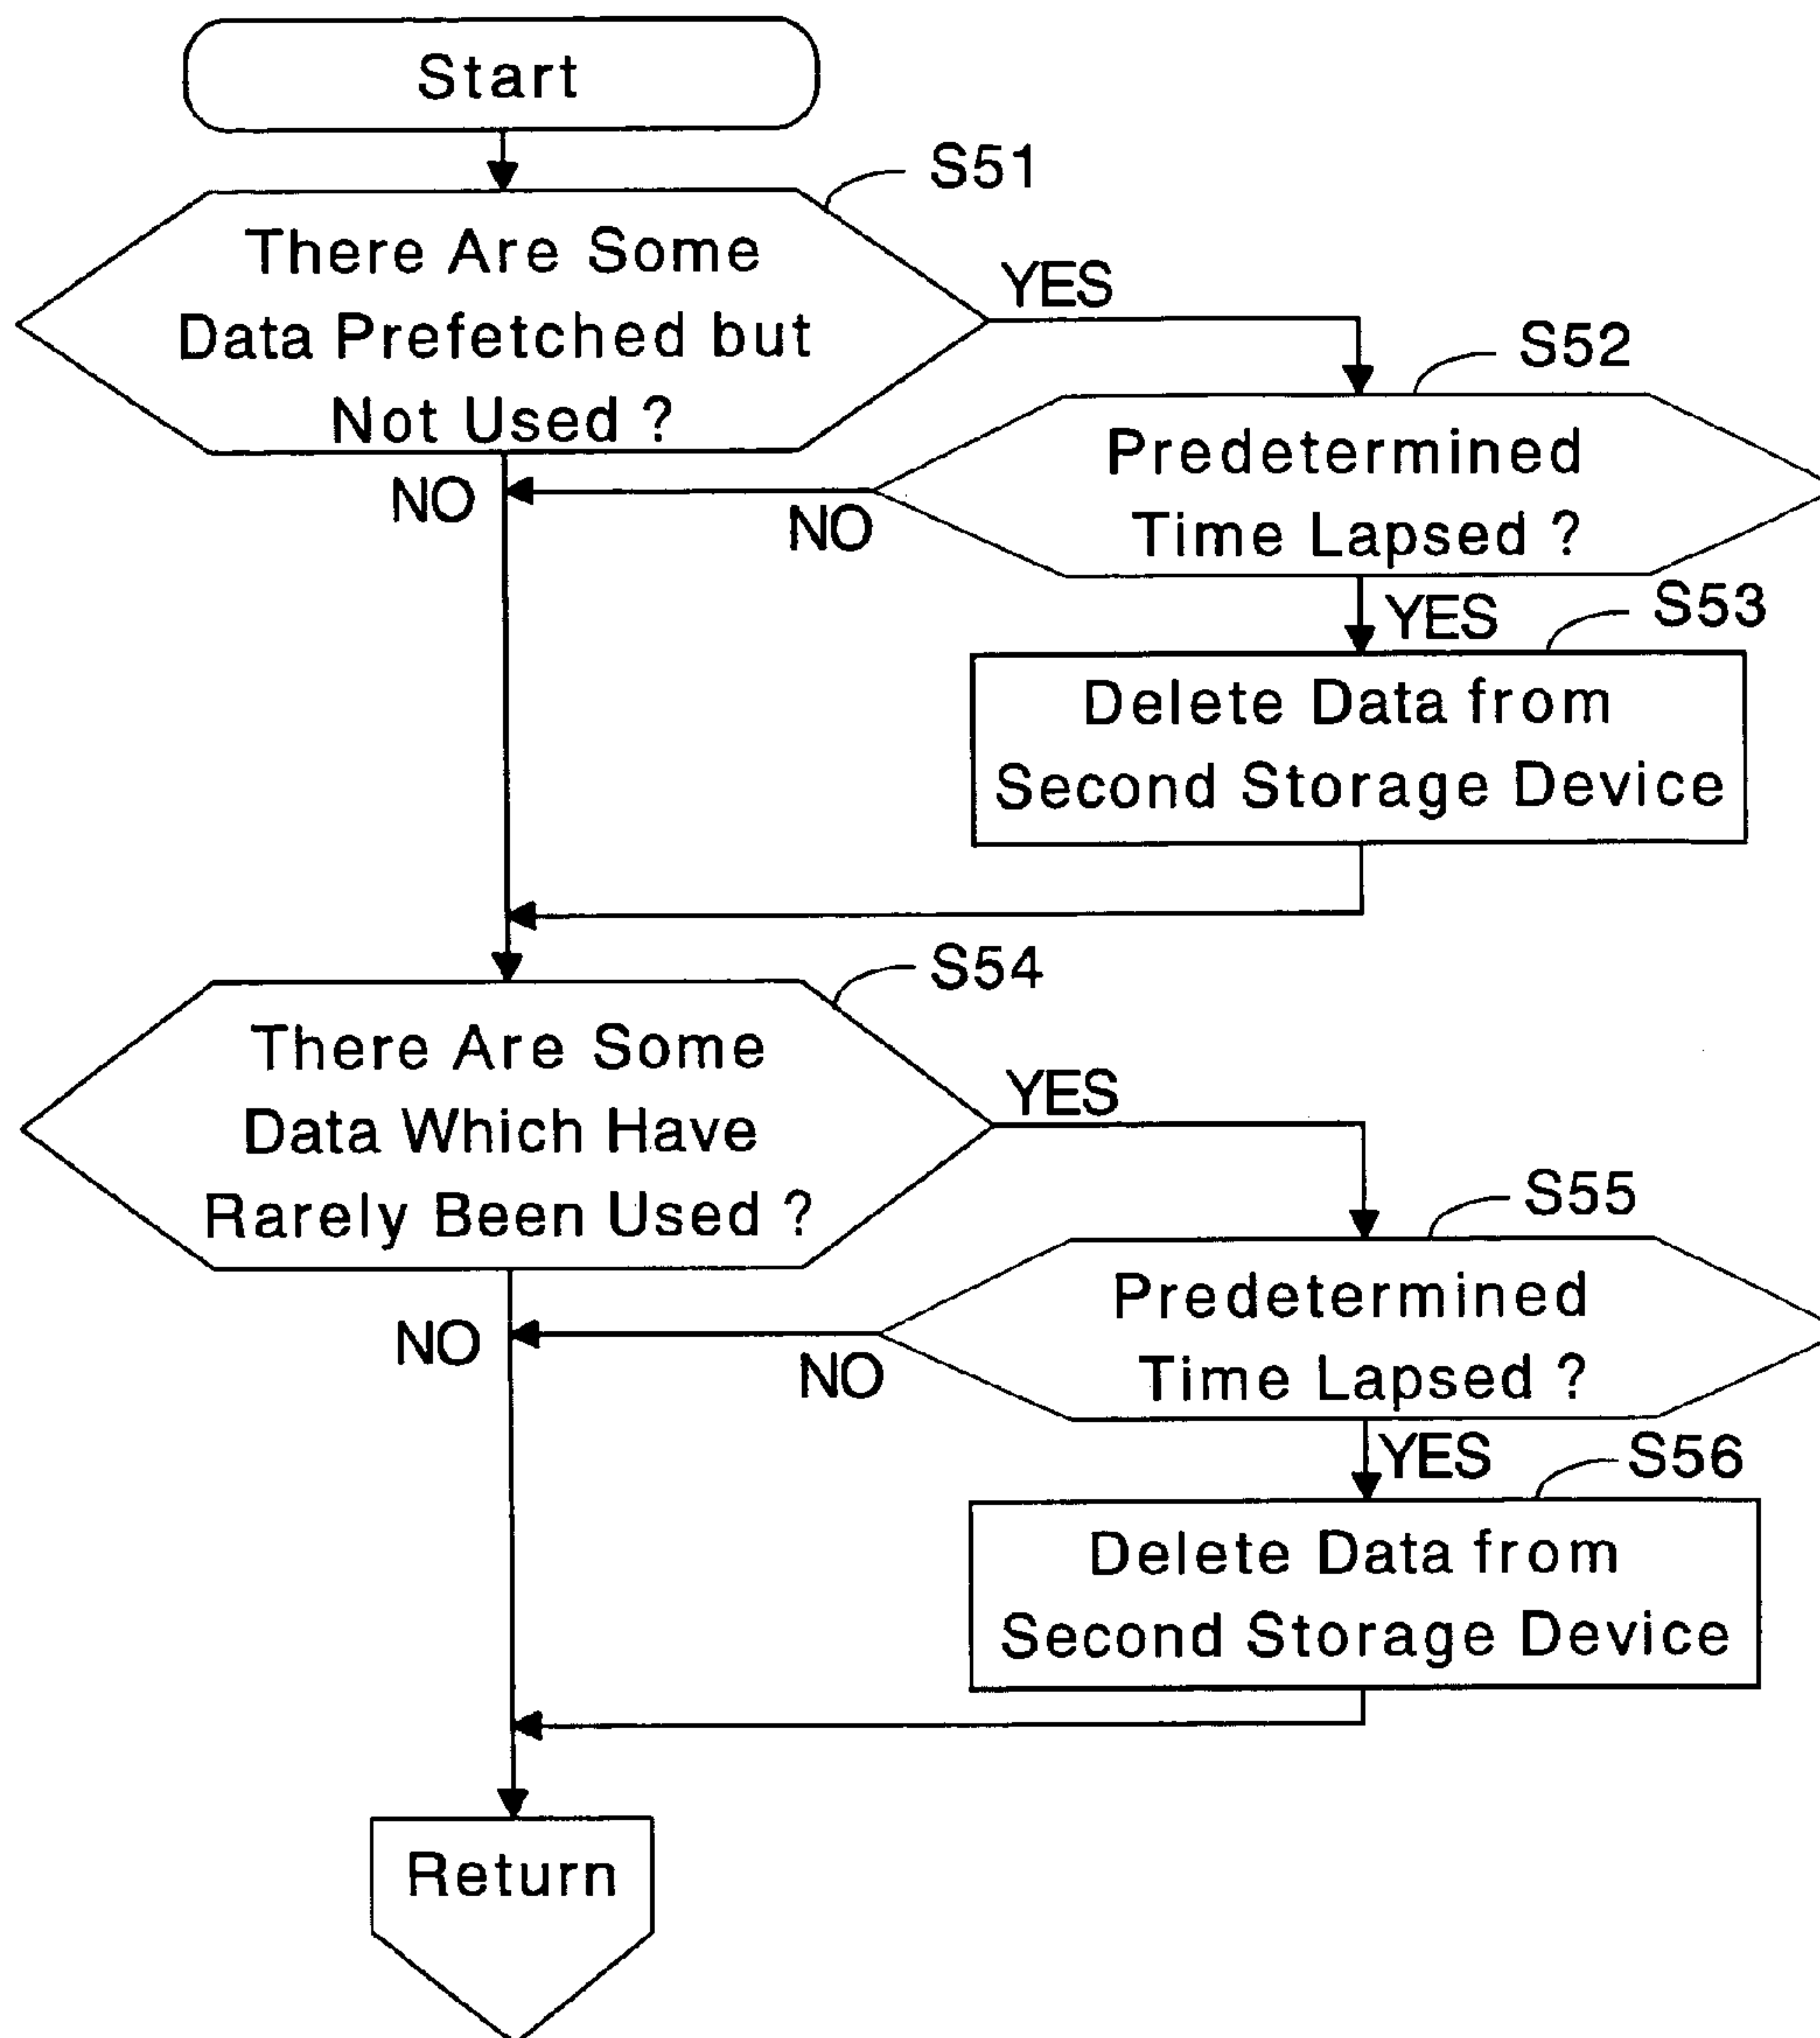 Start
S51
There Are Some
Data Prefetched but
Not Used ?
YES
NO
S52
Predetermined
Time Lapsed ?
NO
YES
S53
Delete Data from
Second Storage Device
S54
There Are Some
Data Which Have
Rarely Been Used ?
YES
NO
S55
Predetermined
Time Lapsed ?
NO
YES
S56
Delete Data from
Second Storage Device
Return